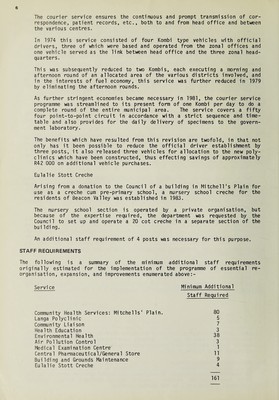 6
The courier service ensures the continuous and prompt transmission of cor-
respondence, patient records, etc., both to and from head office and between
the various centres.
In 1974 this service consisted of four Kombi type vehicles with official
drivers, three of which were based and operated from the zonal offices and
one vehicle served as the link between head office and the three zonal head-
quarters.
This was subsequently reduced to two Kombis, each executing a morning and
afternoon round of an allocated area of the various districts involved, and
in the interests of fuel economy, this service was further reduced in 1979
by eliminating the afternoon rounds.
As further stringent economies became necessary in 1981, the courier service
programme was streamlined to its present form of one Kombi per day to do a
complete round of the entire municipal area. The service covers a fifty
four point-to-point circuit in accordance with a strict sequence and time-
table and also provides for the daily delivery of specimens to the govern-
ment laboratory.
The benefits which have resulted from this revision are twofold, in that not
only has it been possible to reduce the official driver establishment by
three posts, it also released three vehicles for allocation to the new poly-
clinics which have been constructed, thus effecting savings of approximately
R42 000 on additional vehicle purchases.
Eulalie Stott Creche
Arising from a donation to the Council of a building in Mitchell's Plain for
use as a creche cum pre-primary school, a nursery school creche for the
residents of Beacon Valley was established in 1983.
The nursery school section is operated by a private organisation, but
because of the expertise required, the department was requested by the
Council to set up and operate a 20 cot creche in a separate section of the
building.
An additional staff requirement of 4 posts was necessary for this purpose.
STAFF REQUIREMENTS
The following is a summary of the minimum additional staff requirements
originally estimated for the implementation of the programme of essential re-
organisation, expansion, and improvements enumerated above:-
Service Minimum Additional
Staff Required
Community Health Services: Mitchells' Plain. 80
Langa Polyclinic 5
Community Liaison 7
Health Education 3
Environmental Health 38
Air Pollution Control 3
Medical Examination Centre 1
Central Pharmaceutical/General Store 11
Building and Grounds Maintenance 9
Eulalie Stott Creche 4
161